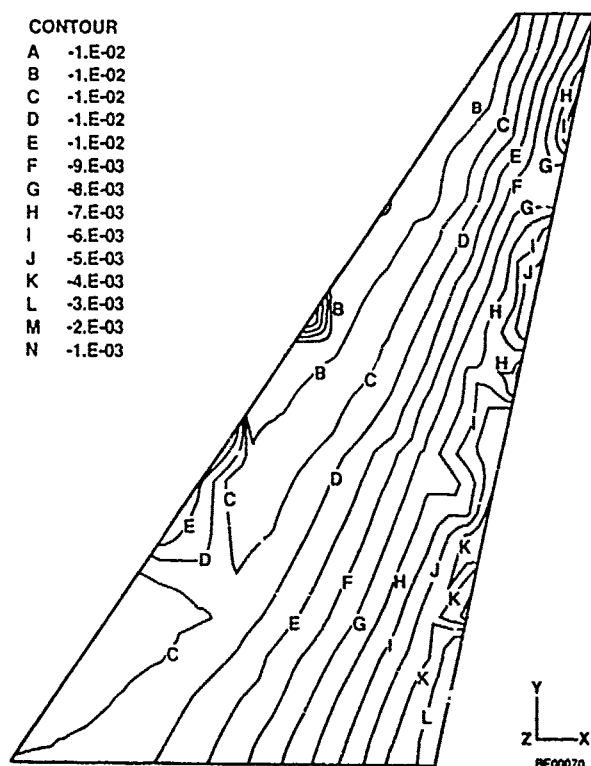 CONTOUR
A -1.E-02
B -1.E-02
C -1.E-02
D -1.E-02
E -1.E-02
F -9.E-03
G -8.E-03
H -7.E-03
I -6.E-03
J -5.E-03
K -4.E-03
L -3.E-03
M -2.E-03
N -1.E-03
B
C
H
I
E
G
F
G
D
I
J
B
H
H
B
C
I
D
C
E
K
D
J
F
H
K
E
G
I
C
K
L
Y
Z
X
BE00070